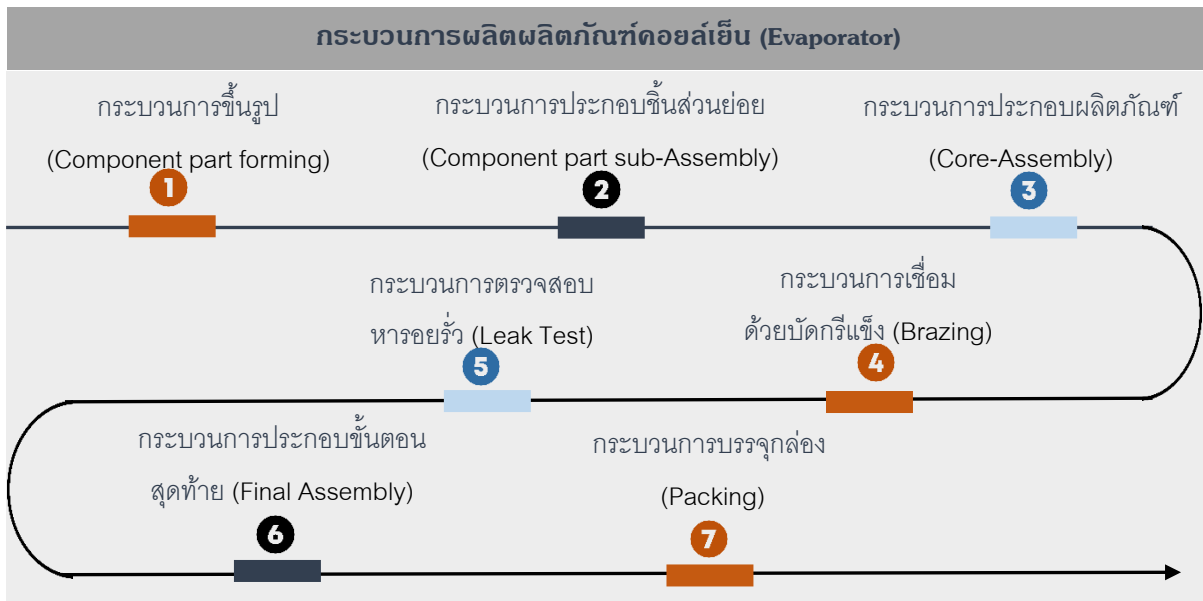 กระบวนการผลิตผลิตภัณฑ์คอยล์เย็น (Evaporator)
กระบวนการขึ้นรูป
(Component part forming)
1
กระบวนการประกอบชิ้นส่วนย่อย
(Component part sub-Assembly)
2
กระบวนการประกอบผลิตภัณฑ์
(Core-Assembly)
3
กระบวนการเชื่อม
ด้วยบัดกรีแข็ง (Brazing)
4
กระบวนการตรวจสอบ
หารอยรั่ว (Leak Test)
5
กระบวนการประกอบขั้นตอน
สุดท้าย (Final Assembly)
6
กระบวนการบรรจุกล่อง
(Packing)
7